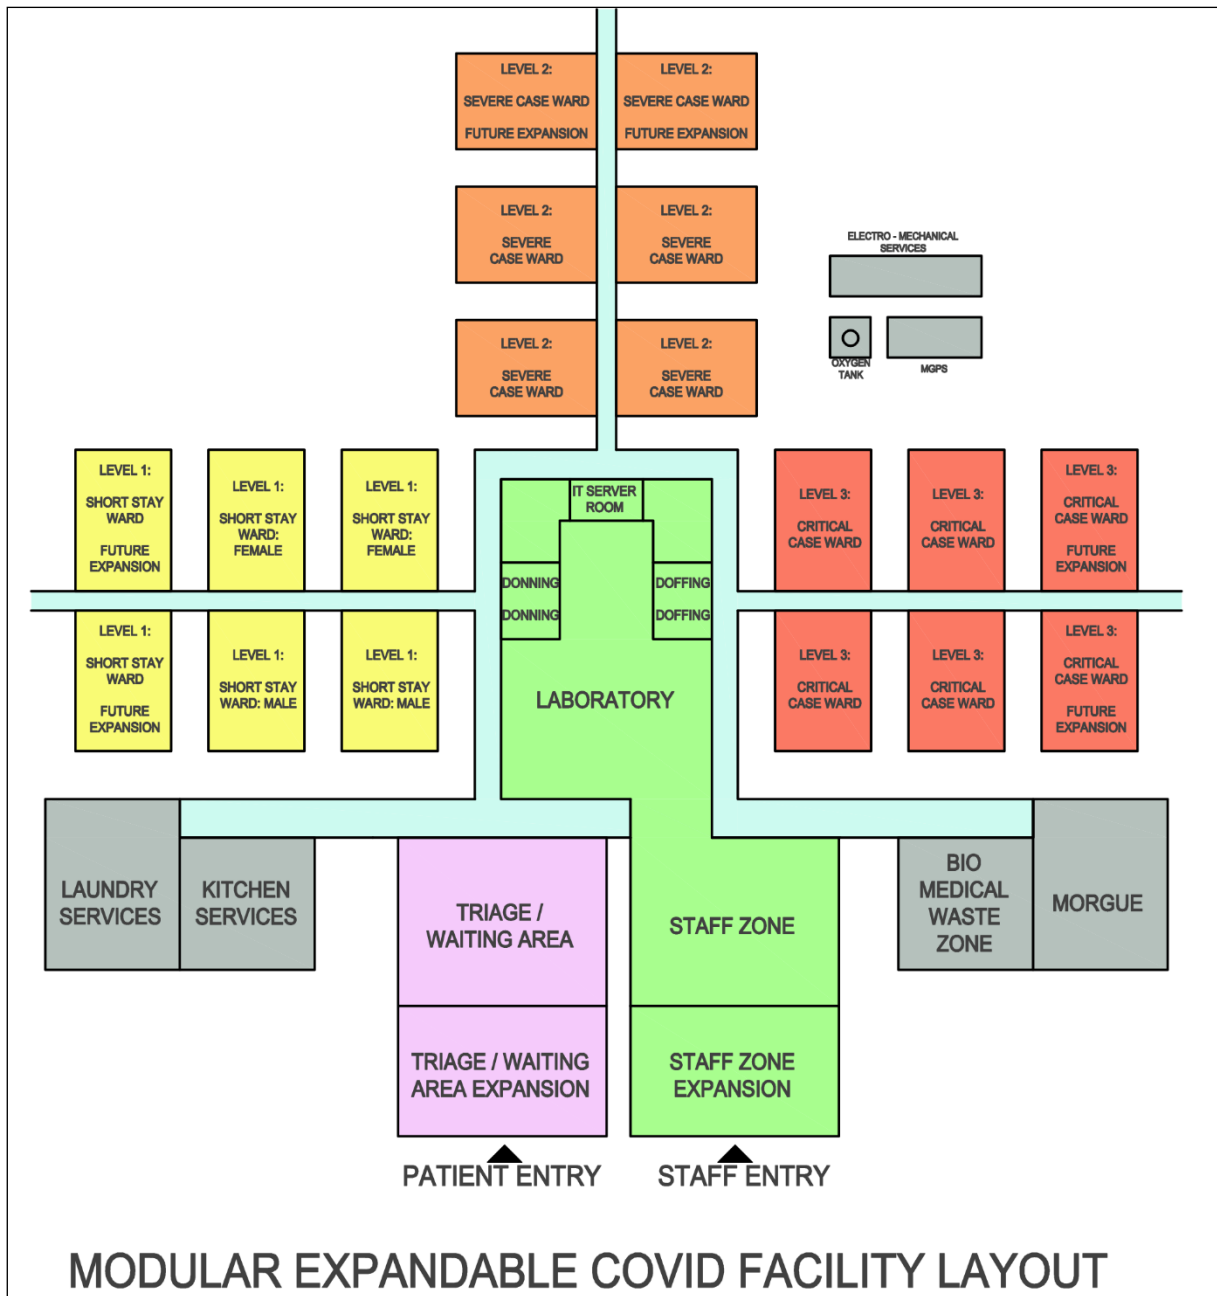 LEVEL 2:
SEVERE CASE WARD
FUTURE EXPANSION
LEVEL 2:
SEVERE CASE WARD
FUTURE EXPANSION
LEVEL 2:
SEVERE
CASE WARD
LEVEL 2:
SEVERE
CASE WARD
ELECTRO - MECHANICAL
SERVICES
OXYGEN
TANK
MGPS
LEVEL 2:
SEVERE
CASE WARD
LEVEL 2:
SEVERE
CASE WARD
LEVEL 1:
SHORT STAY
WARD
FUTURE
EXPANSION
LEVEL 1:
SHORT STAY
WARD:
FEMALE
LEVEL 1:
SHORT STAY
WARD:
FEMALE
IT SERVER
ROOM
LEVEL 3:
CRITICAL
CASE WARD
LEVEL 3:
CRITICAL
CASE WARD
LEVEL 3:
CRITICAL
CASE WARD
FUTURE
EXPANSION
DONNING
DONNING
DOFFING
DOFFING
LEVEL 1:
SHORT STAY
WARD
FUTURE
EXPANSION
LEVEL 1:
SHORT STAY
WARD: MALE
LEVEL 1:
SHORT STAY
WARD: MALE
LABORATORY
LEVEL 3:
CRITICAL
CASE WARD
LEVEL 3:
CRITICAL
CASE WARD
LEVEL 3:
CRITICAL
CASE WARD
FUTURE
EXPANSION
LAUNDRY
SERVICES
KITCHEN
SERVICES
TRIAGE /
WAITING AREA
STAFF ZONE
BIO
MEDICAL
WASTE
ZONE
MORGUE
TRIAGE / WAITING
AREA EXPANSION
STAFF ZONE
EXPANSION
PATIENT ENTRY
STAFF ENTRY
MODULAR EXPANDABLE COVID FACILITY LAYOUT